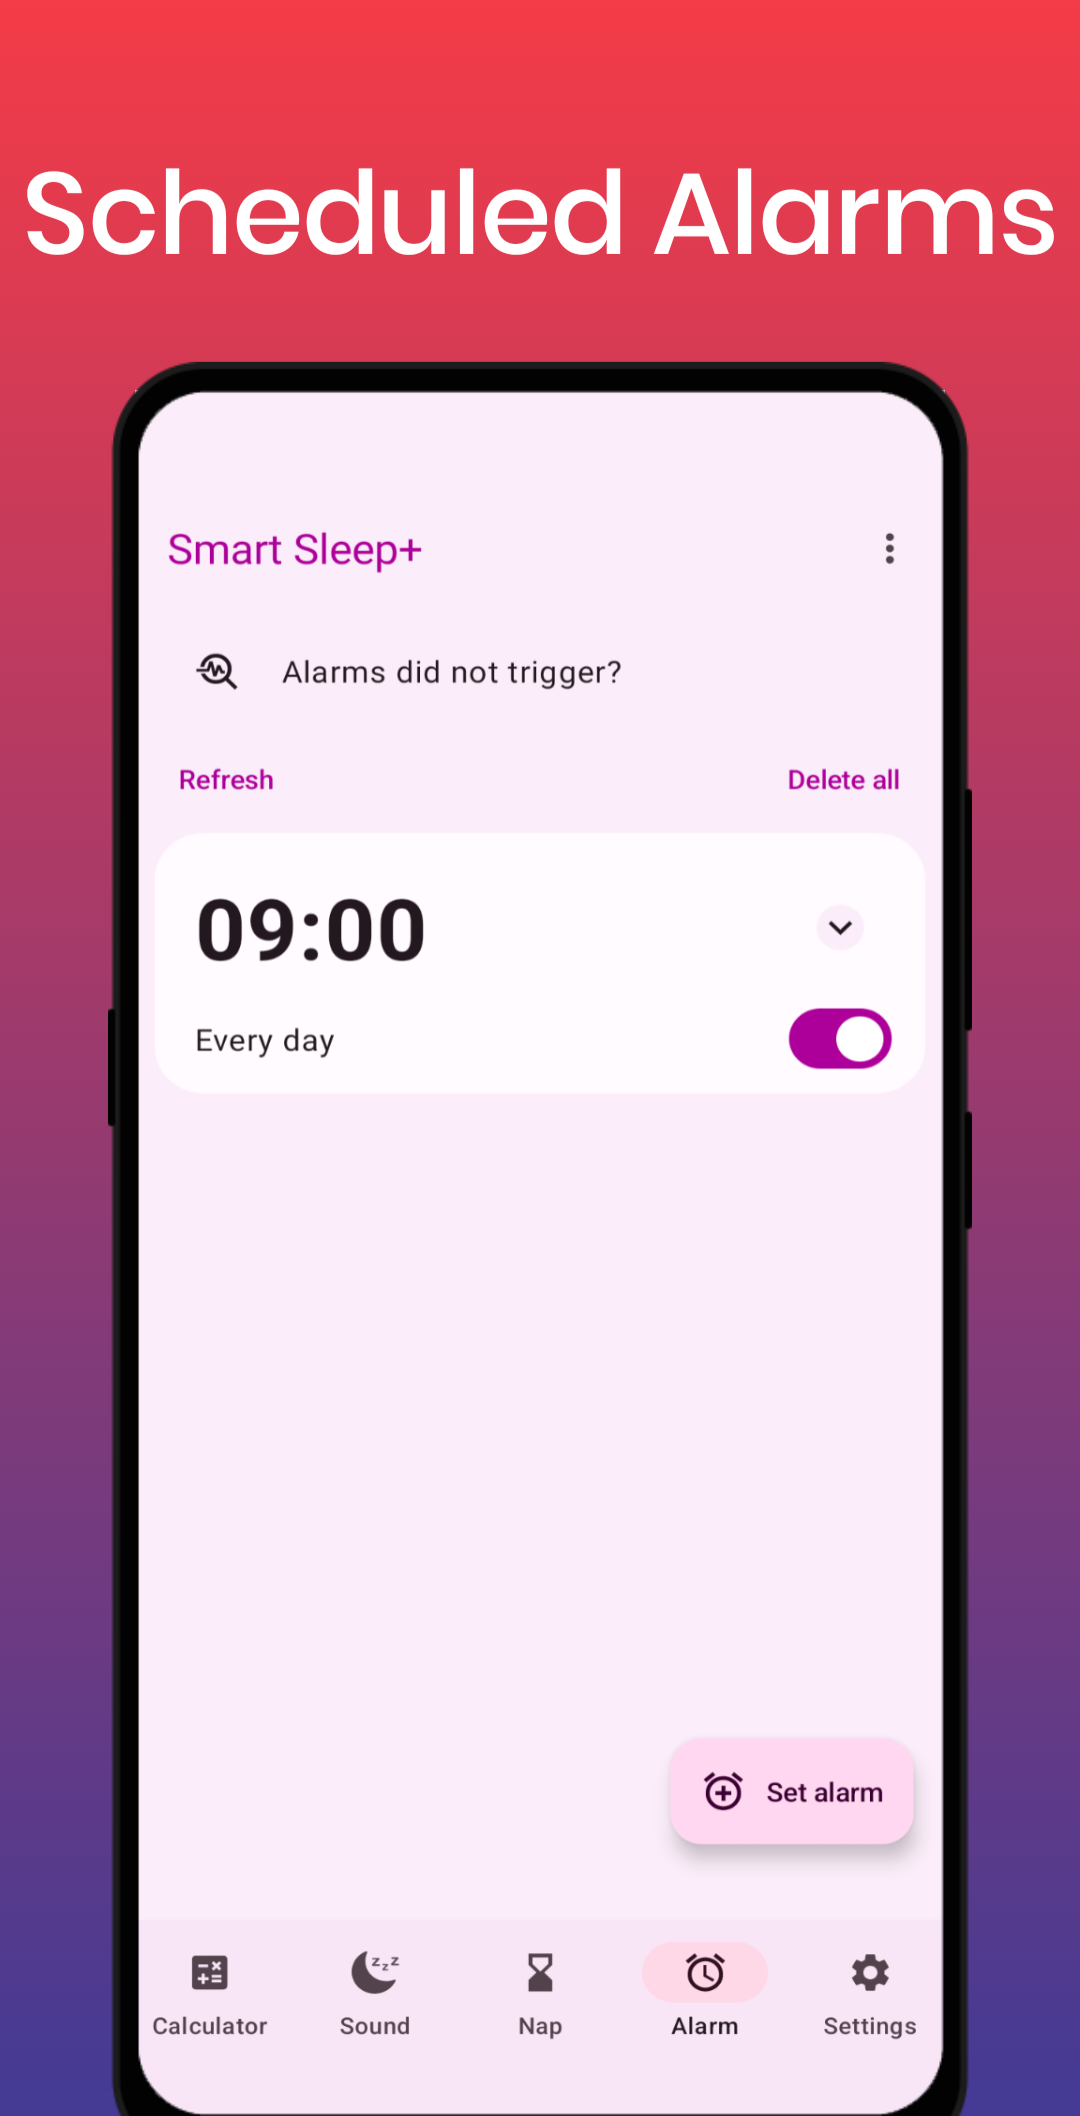 Scheduled Alarms
Smart Sleep+
Alarms did not trigger?
Refresh
Delete all
09:00
Every day
Set alarm
Calculator
Sound
Nap
Alarm
Settings